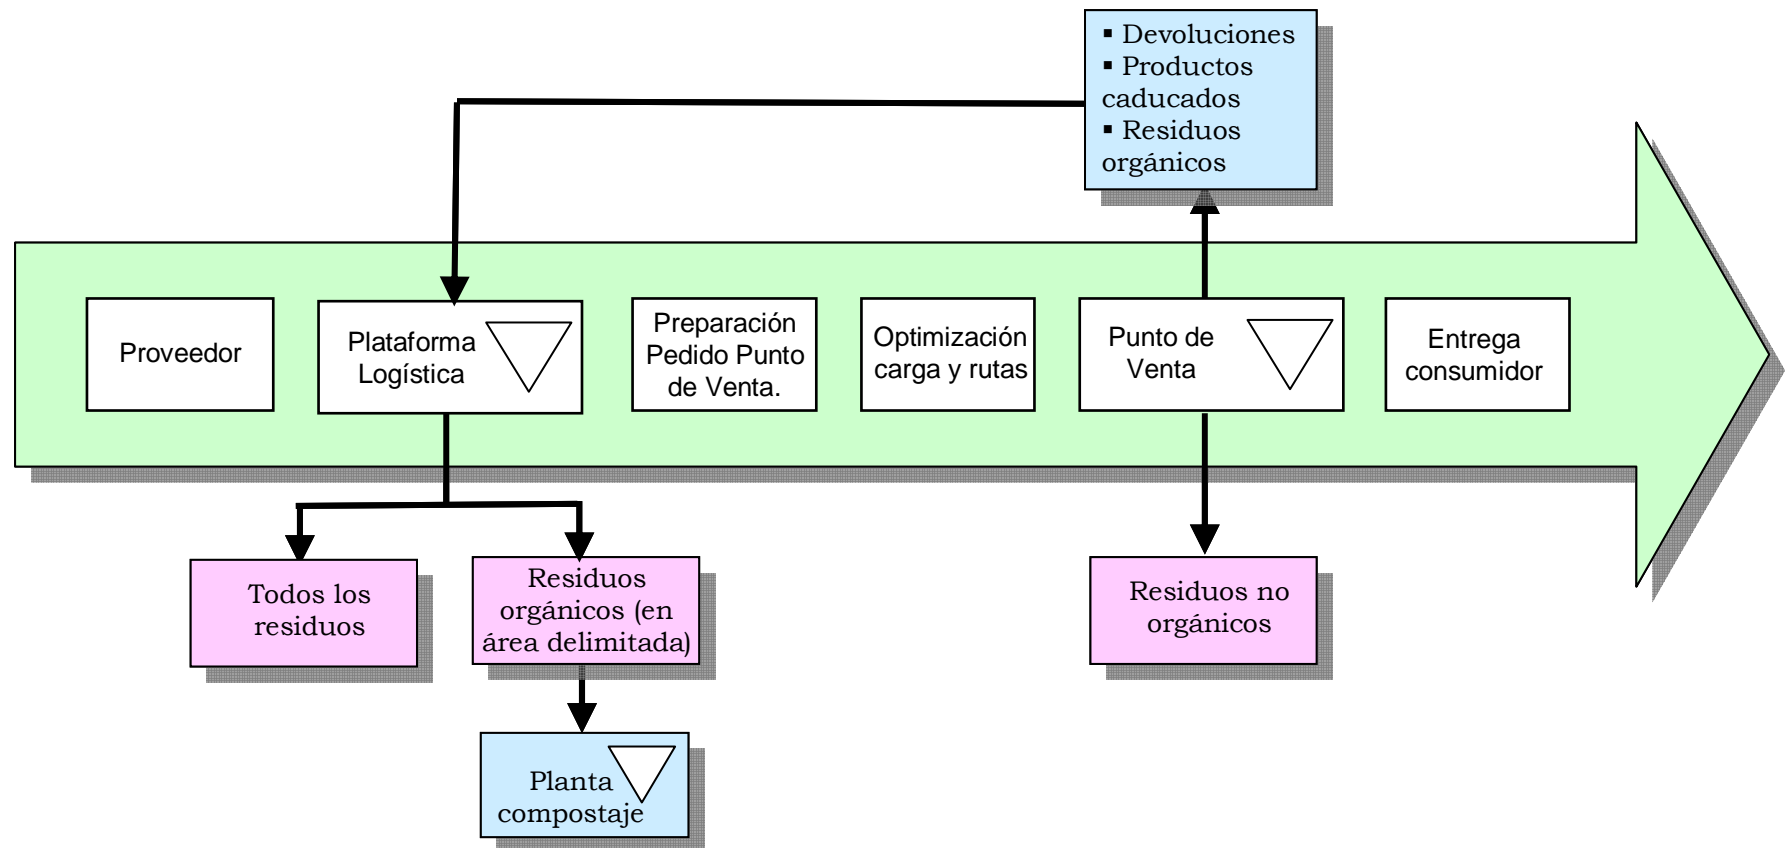 ▪ Devoluciones
▪ Productos
caducados
▪ Residuos
orgánicos
Proveedor
Plataforma
Logística
Preparación
Pedido Punto
de Venta.
Optimización
carga y rutas
Punto de
Venta
Entrega
consumidor
Todos los
residuos
Residuos
orgánicos (en
área delimitada)
Residuos no
orgánicos
Planta
compostaje